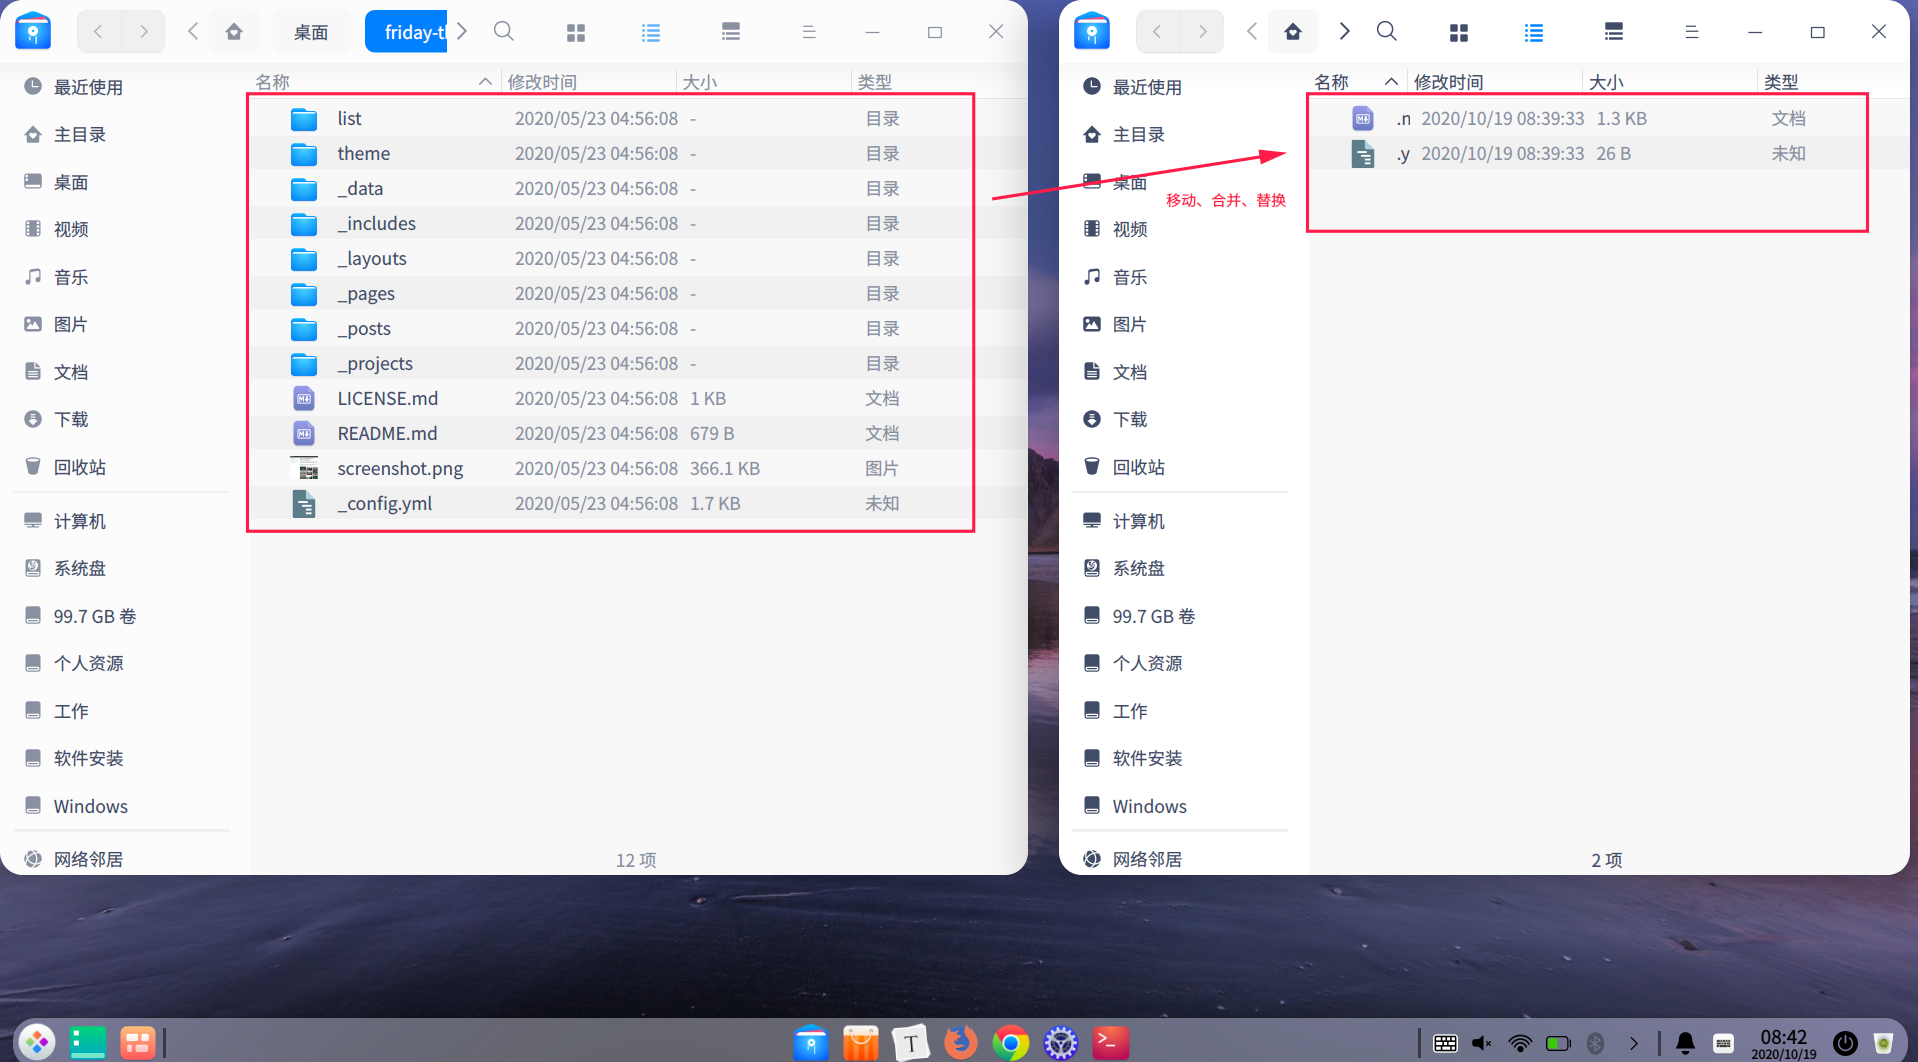 桌面
friday-th
名称 修改时间 大小 类型
最近使用
主目录
桌面
视频
音乐
图片
文档
下载
回收站
计算机
系统盘
99.7 GB 卷
个人资源
工作
软件安装
Windows
网络邻居
list 2020/05/23 04:56:08 - 目录
theme 2020/05/23 04:56:08 - 目录
_data 2020/05/23 04:56:08 - 目录
_includes 2020/05/23 04:56:08 - 目录
_layouts 2020/05/23 04:56:08 - 目录
_pages 2020/05/23 04:56:08 - 目录
_posts 2020/05/23 04:56:08 - 目录
_projects 2020/05/23 04:56:08 - 目录
LICENSE.md 2020/05/23 04:56:08 1 KB 文档
README.md 2020/05/23 04:56:08 679 B 文档
screenshot.png 2020/05/23 04:56:08 366.1 KB 图片
_config.yml 2020/05/23 04:56:08 1.7 KB 未知
12 项
移动、合并、替换
名称 修改时间 大小 类型
最近使用
主目录
桌面
视频
音乐
图片
文档
下载
回收站
计算机
系统盘
99.7 GB 卷
个人资源
工作
软件安装
Windows
网络邻居
2020/10/19 08:39:33 1.3 KB 文档
.y 2020/10/19 08:39:33 26 B 未知
2 项
T
08:42
2020/10/19